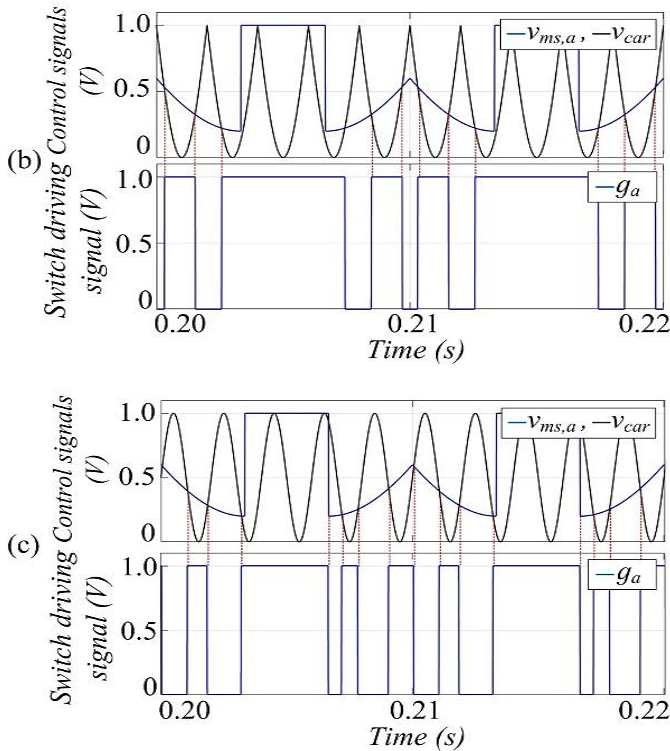 (b)
Control signals
(V)
1.0
0.5
0
v_ms,a , v_car
Switch driving
signal (V)
1.0
0.5
0
g_a
0.20
0.21
0.22
Time (s)
(c)
Control signals
(V)
1.0
0.5
0
v_ms,a , v_car
Switch driving
signal (V)
1.0
0.5
0
g_a
0.20
0.21
0.22
Time (s)